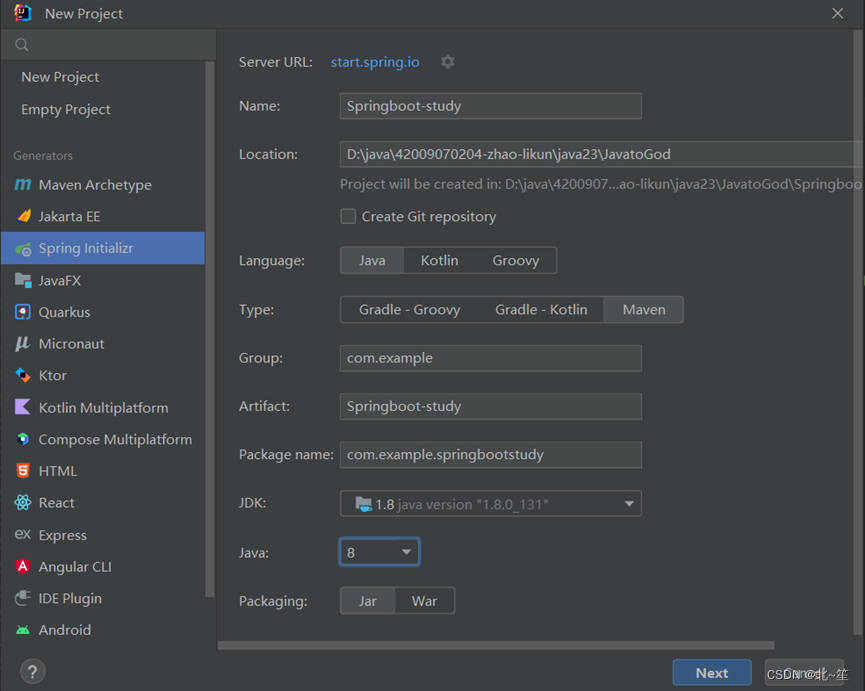 New Project
New Project
Empty Project
Generators
Maven Archetype
Jakarta EE
Spring Initializr
JavaFX
Quarkus
Micronaut
Ktor
Kotlin Multiplatform
Compose Multiplatform
HTML
React
Express
Angular CLI
IDE Plugin
Android
Server URL: start.spring.io
Name: Springboot-study
Location: D:\java\42009070204-zhao-likun\java23\JavatoGod
Project will be created in: D:\java\4200907...ao-likun\java23\JavatoGod\Springboo
Create Git repository
Language: Java Kotlin Groovy
Type: Gradle - Groovy Gradle - Kotlin Maven
Group: com.example
Artifact: Springboot-study
Package name: com.example.springbootstudy
JDK: 1.8 java version "1.8.0_131"
Java: 8
Packaging: Jar War
? Next
CSDN @北~笙